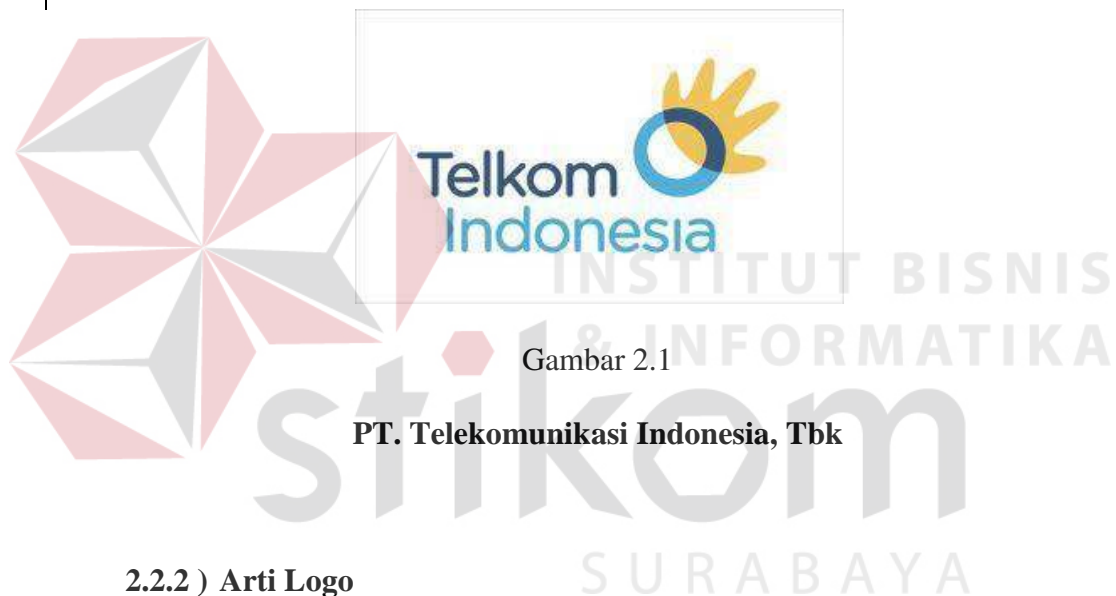 Telkom
Indonesia
INSTITUT BISNIS
& INFORMATIKA
Gambar 2.1
stikom
PT. Telekomunikasi Indonesia, Tbk
SURABAYA
2.2.2 ) Arti Logo